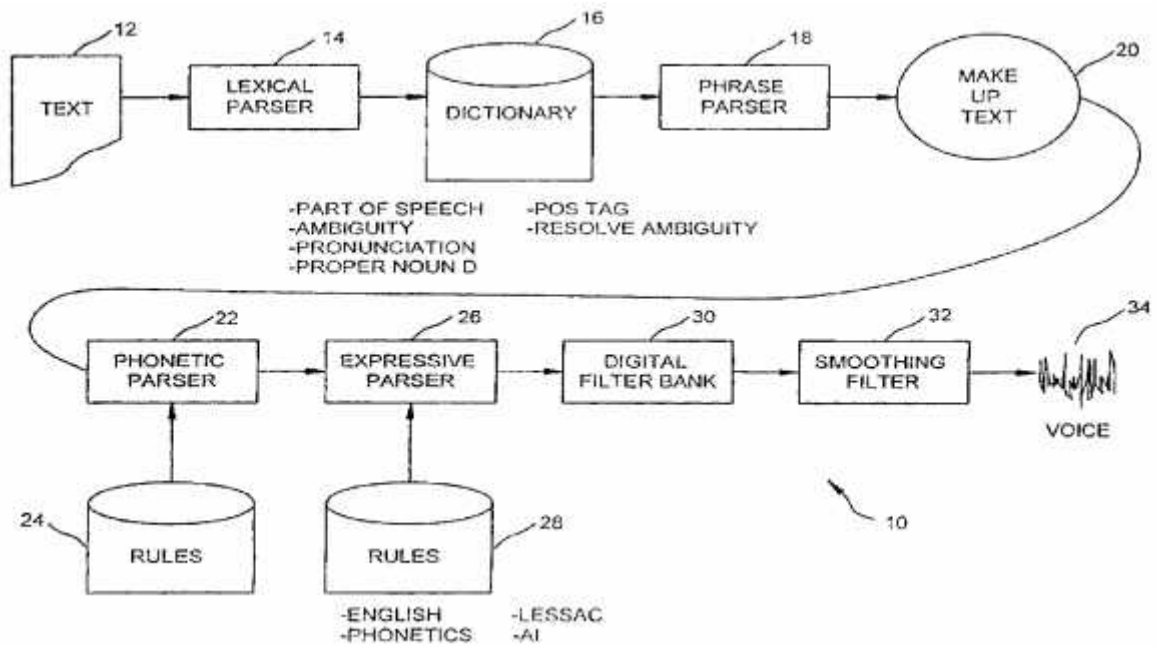 12
14
16
18
20
TEXT
LEXICAL
PARSER
DICTIONARY
PHRASE
PARSER
MAKE
UP
TEXT
-PART OF SPEECH
-AMBIGUITY
-PRONUNCIATION
-PROPER NOUN D
-POS TAG
-RESOLVE AMBIGUITY
22
26
30
32
34
PHONETIC
PARSER
EXPRESSIVE
PARSER
DIGITAL
FILTER BANK
SMOOTHING
FILTER
VOICE
24
RULES
28
RULES
10
-ENGLISH
-PHONETICS
-LESSAC
-AI